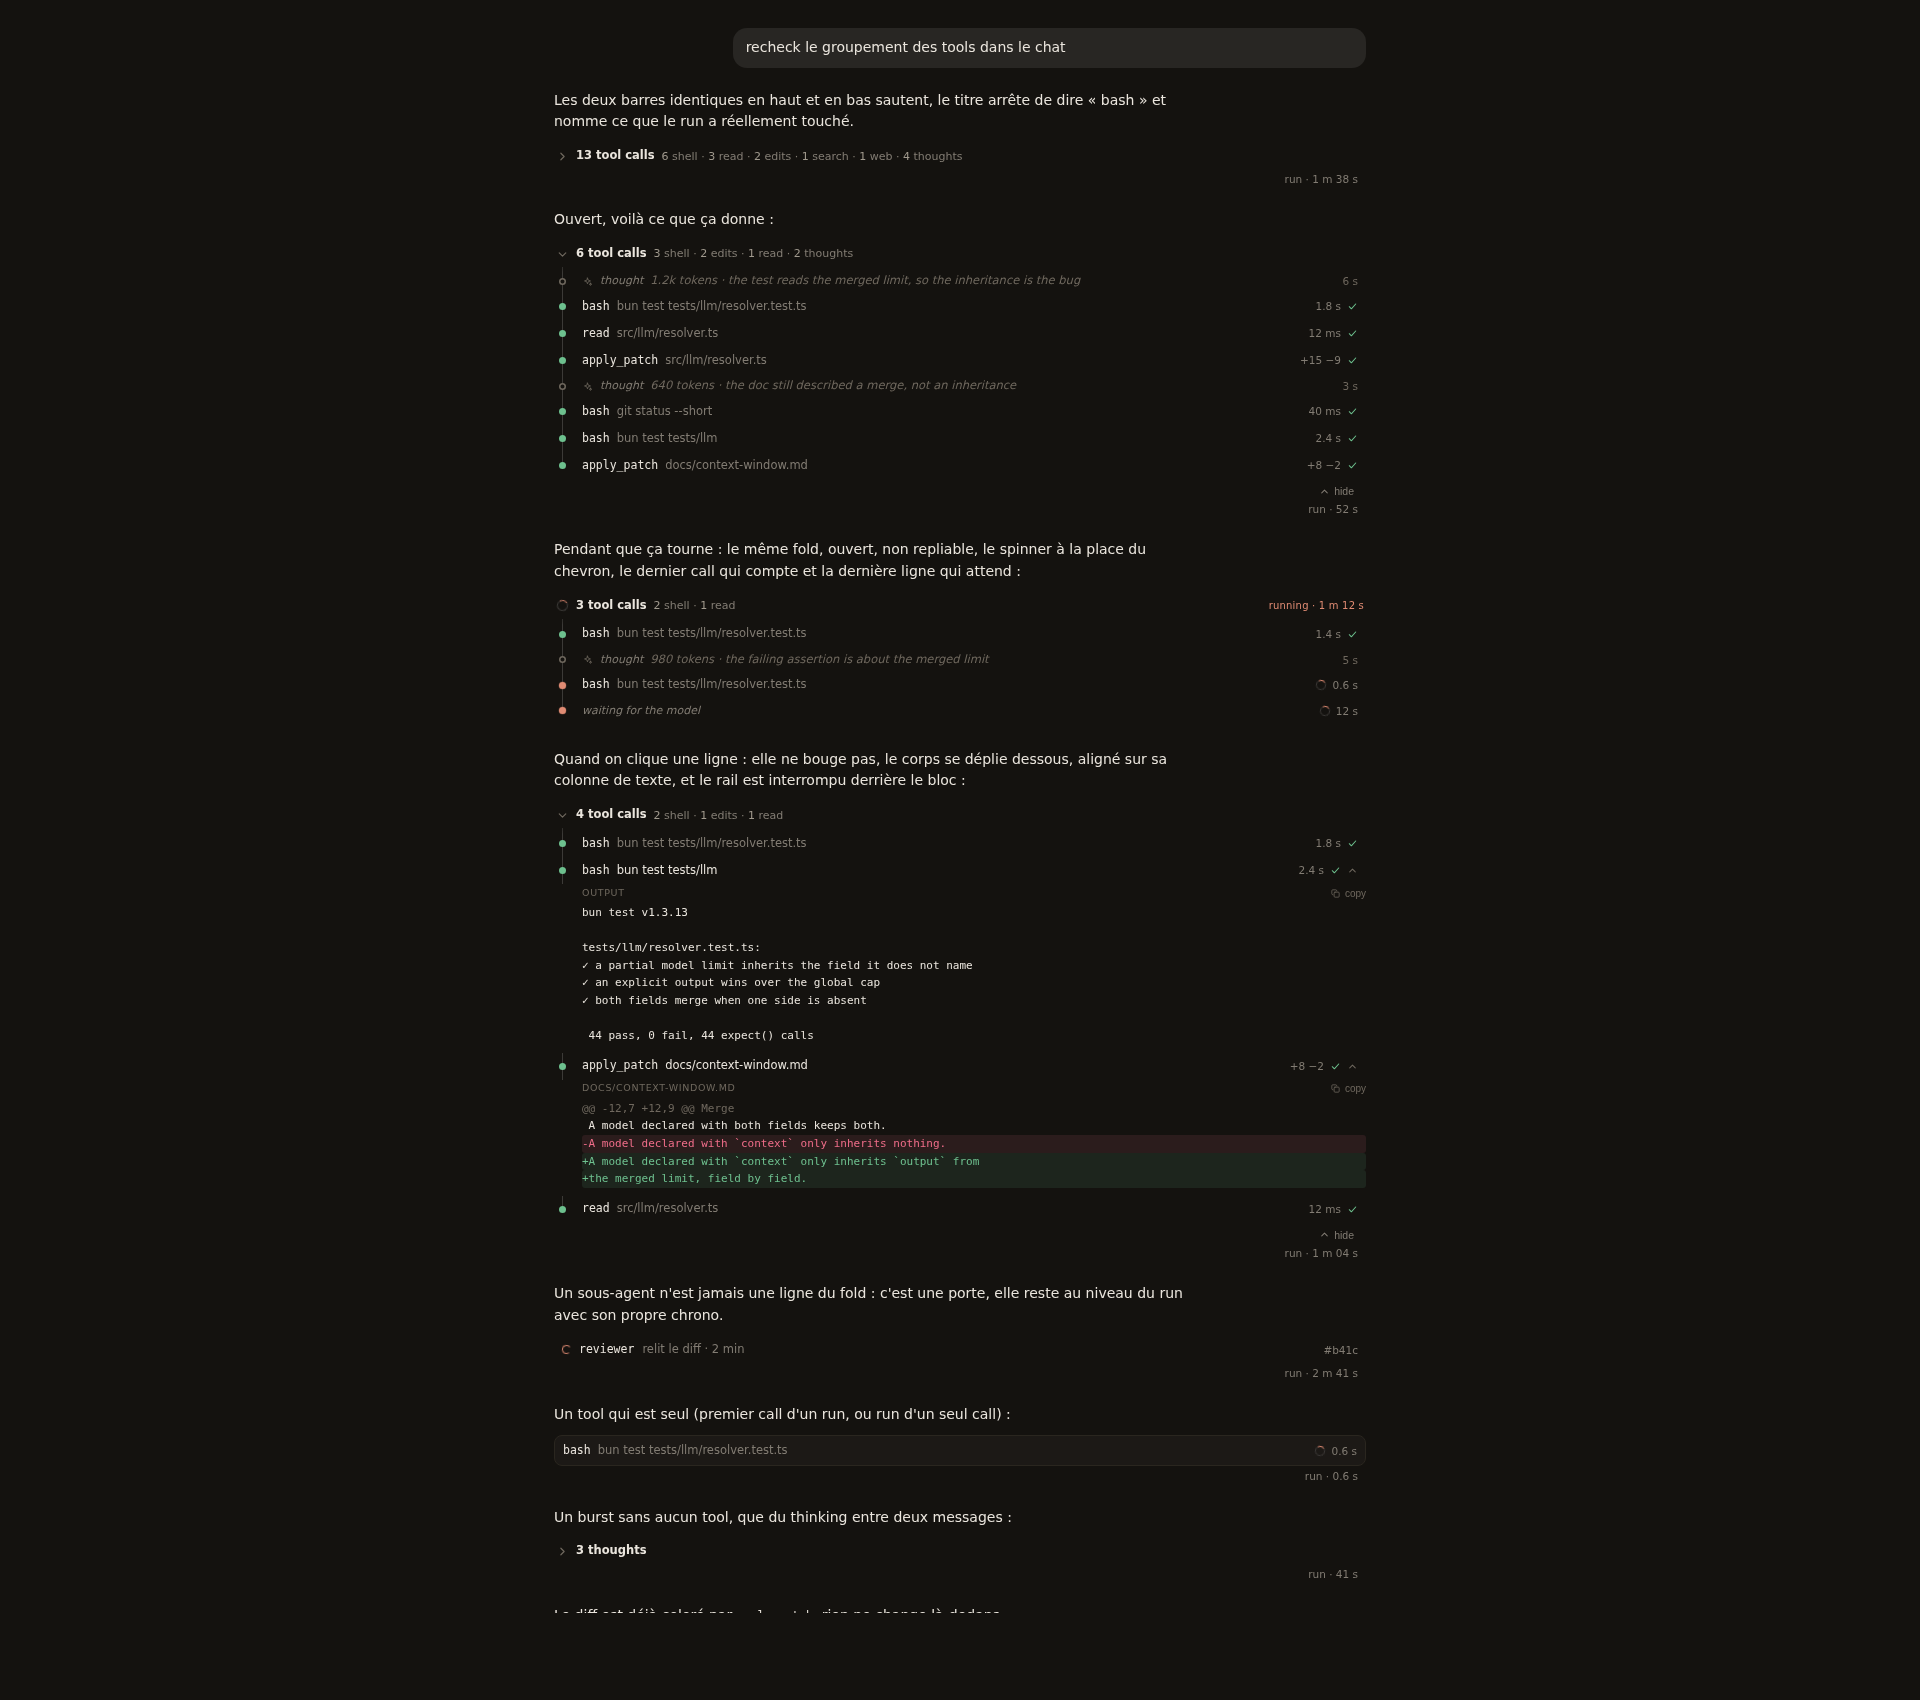 recheck le groupement des tools dans le chat
Les deux barres identiques en haut et en bas sautent, le titre arrête de dire « bash » et
nomme ce que le run a réellement touché.
13 tool calls 6 shell · 3 read · 2 edits · 1 search · 1 web · 4 thoughts
run · 1 m 38 s
Ouvert, voilà ce que ça donne :
6 tool calls 3 shell · 2 edits · 1 read · 2 thoughts
thought 1.2k tokens · the test reads the merged limit, so the inheritance is the bug 6 s
bash bun test tests/llm/resolver.test.ts 1.8 s ✓
read src/llm/resolver.ts 12 ms ✓
apply_patch src/llm/resolver.ts +15 −9 ✓
thought 640 tokens · the doc still described a merge, not an inheritance 3 s
bash git status --short 40 ms ✓
bash bun test tests/llm 2.4 s ✓
apply_patch docs/context-window.md +8 −2 ✓
hide
run · 52 s
Pendant que ça tourne : le même fold, ouvert, non repliable, le spinner à la place du
chevron, le dernier call qui compte et la dernière ligne qui attend :
3 tool calls 2 shell · 1 read running · 1 m 12 s
bash bun test tests/llm/resolver.test.ts 1.4 s ✓
thought 980 tokens · the failing assertion is about the merged limit 5 s
bash bun test tests/llm/resolver.test.ts 0.6 s
waiting for the model 12 s
Quand on clique une ligne : elle ne bouge pas, le corps se déplie dessous, aligné sur sa
colonne de texte, et le rail est interrompu derrière le bloc :
4 tool calls 2 shell · 1 edits · 1 read
bash bun test tests/llm/resolver.test.ts 1.8 s ✓
bash bun test tests/llm 2.4 s ✓
OUTPUT copy
bun test v1.3.13
tests/llm/resolver.test.ts:
✓ a partial model limit inherits the field it does not name
✓ an explicit output wins over the global cap
✓ both fields merge when one side is absent
44 pass, 0 fail, 44 expect() calls
apply_patch docs/context-window.md +8 −2 ✓
DOCS/CONTEXT-WINDOW.MD copy
@@ -12,7 +12,9 @@ Merge
A model declared with both fields keeps both.
-A model declared with `context` only inherits nothing.
+A model declared with `context` only inherits `output` from
+the merged limit, field by field.
read src/llm/resolver.ts 12 ms ✓
hide
run · 1 m 04 s
Un sous-agent n'est jamais une ligne du fold : c'est une porte, elle reste au niveau du run
avec son propre chrono.
reviewer relit le diff · 2 min #b41c
run · 2 m 41 s
Un tool qui est seul (premier call d'un run, ou run d'un seul call) :
bash bun test tests/llm/resolver.test.ts 0.6 s
run · 0.6 s
Un burst sans aucun tool, que du thinking entre deux messages :
3 thoughts
run · 41 s